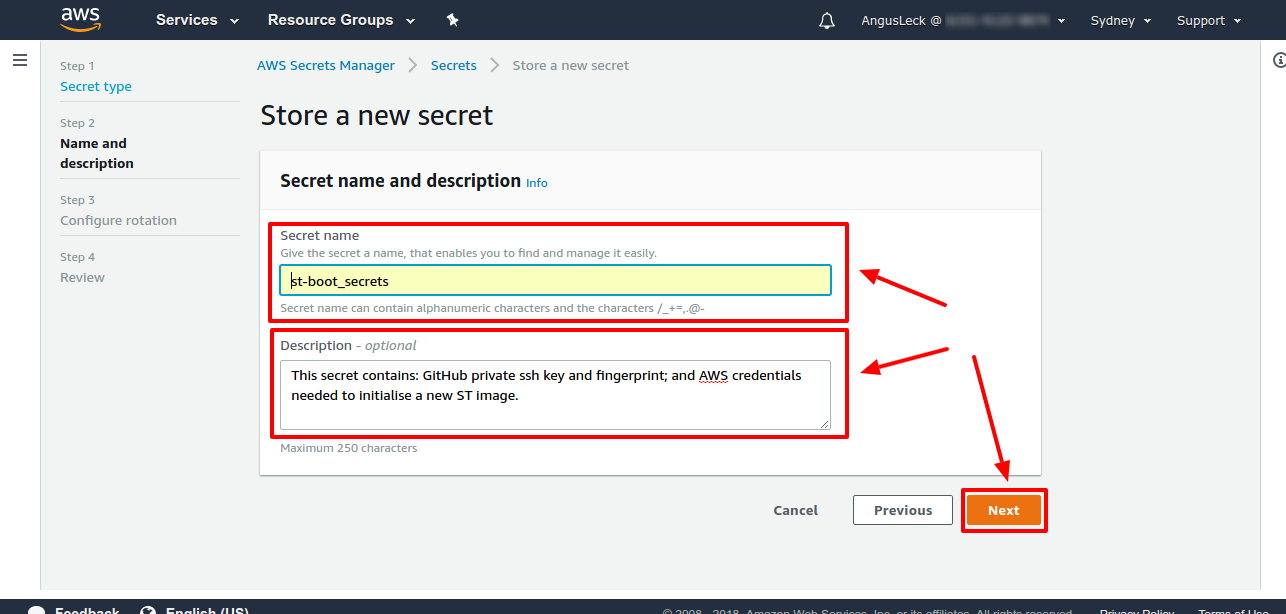 aws Services Resource Groups AngusLeck @ Sydney Support
Step 1
Secret type
Step 2
Name and
description
Step 3
Configure rotation
Step 4
Review
AWS Secrets Manager Secrets Store a new secret
Store a new secret
Secret name and description Info
Secret name
Give the secret a name, that enables you to find and manage it easily.
st-boot_secrets
Secret name can contain alphanumeric characters and the characters /_+=,.@-
Description - optional
This secret contains: GitHub private ssh key and fingerprint; and AWS credentials
needed to initialise a new ST image.
Maximum 250 characters
Cancel Previous Next
Feedback English (US) © 2008 - 2018, Amazon Web Services, Inc. or its affiliates. All rights reserved. Privacy Policy Terms of Use